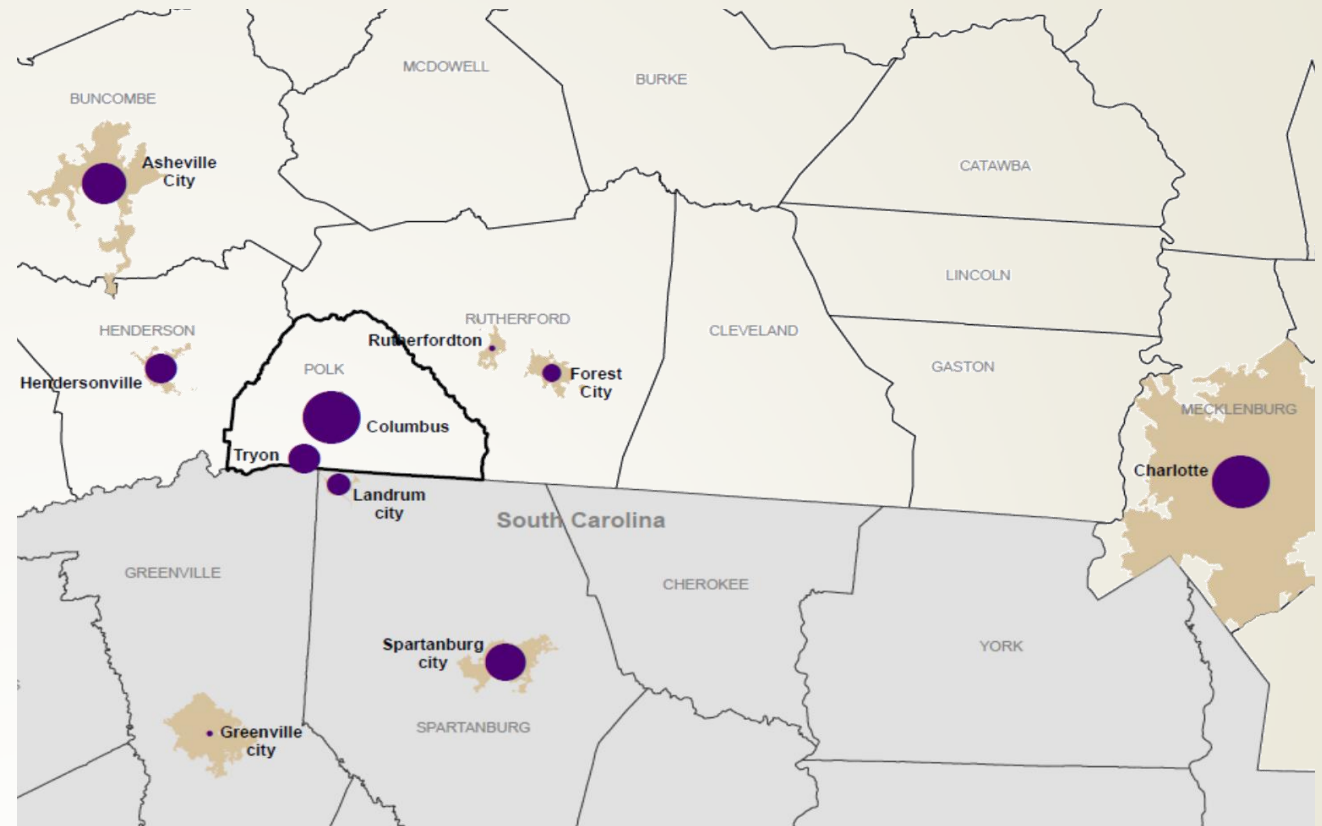 MCDOWELL
BURKE
BUNCOMBE
Asheville
City
CATAWBA
LINCOLN
HENDERSON
RUTHERFORD
CLEVELAND
Rutherfordton
POLK
GASTON
Forest
City
Hendersonville
MECKLENBURG
Columbus
Tryon
Charlotte
Landrum
city
South Carolina
GREENVILLE
CHEROKEE
Spartanburg
city
YORK
SPARTANBURG
Greenville
city